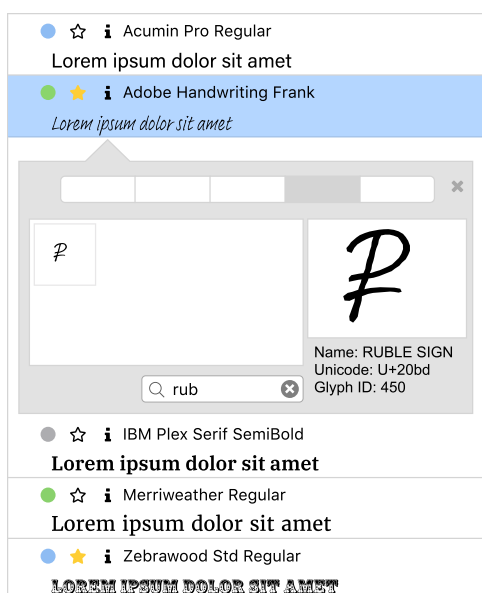 Acumin Pro Regular
Lorem ipsum dolor sit amet
Adobe Handwriting Frank
Lorem ipsum dolor sit amet
₽
₽
Name: RUBLE SIGN
Unicode: U+20bd
Glyph ID: 450
rub
IBM Plex Serif SemiBold
Lorem ipsum dolor sit amet
Merriweather Regular
Lorem ipsum dolor sit amet
Zebrawood Std Regular
LOREM IPSUM DOLOR SIT AMET